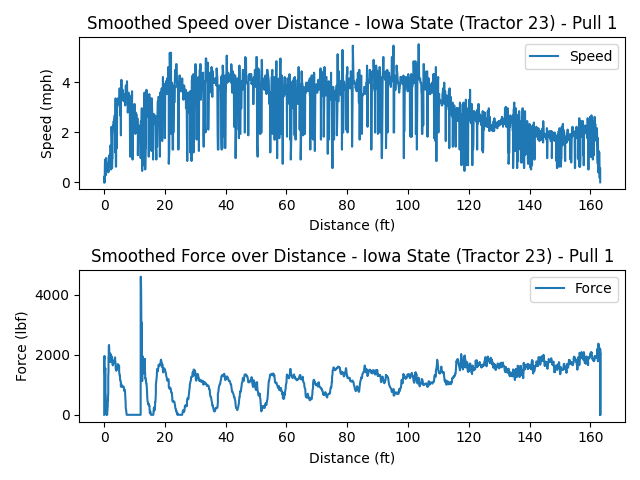 Smoothed Speed over Distance - Iowa State (Tractor 23) - Pull 1
Speed (mph)
4
2
0
Speed
0 20 40 60 80 100 120 140 160
Distance (ft)
Smoothed Force over Distance - Iowa State (Tractor 23) - Pull 1
Force (lbf)
4000
2000
0
Force
0 20 40 60 80 100 120 140 160
Distance (ft)